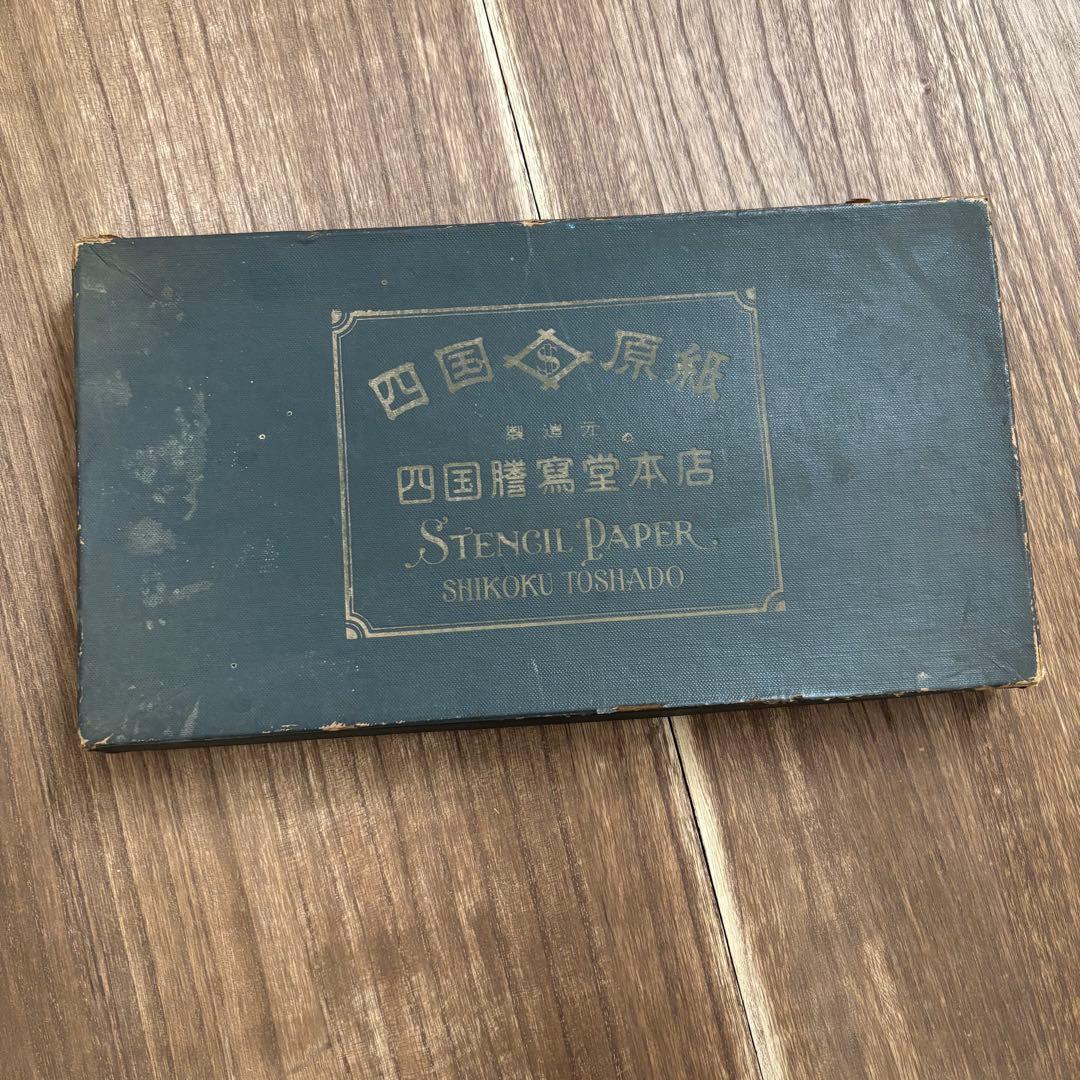 四国 $ 原紙
製造元
四国謄寫堂本店
STENCIL PAPER
SHIKOKU TOSHADO